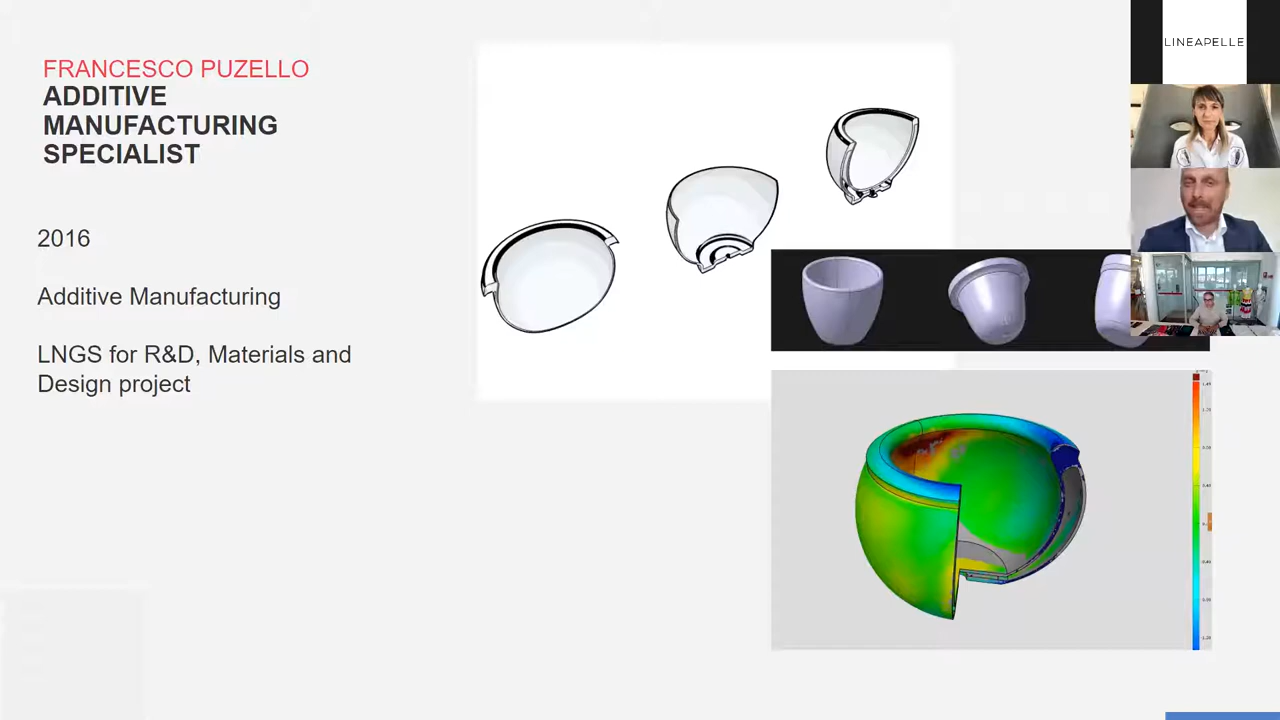 FRANCESCO PUZELLO
ADDITIVE
MANUFACTURING
SPECIALIST
2016
Additive Manufacturing
LNGS for R&D, Materials and
Design project
LINEAPELLE